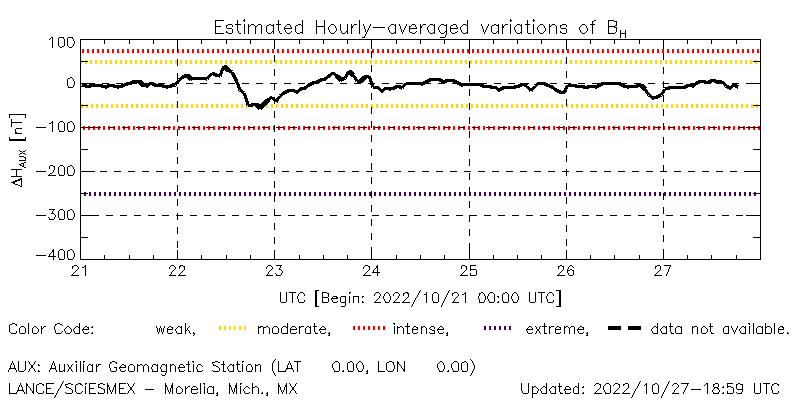 Estimated Hourly-averaged variations of B_H
100
0
-100
-200
-300
-400
ΔH_AUX [nT]
21 22 23 24 25 26 27
UTC [Begin: 2022/10/21 00:00 UTC]
Color Code: weak, moderate, intense, extreme, data not available.
AUX: Auxiliar Geomagnetic Station (LAT 0.00, LON 0.00)
LANCE/SCiESMEX - Morelia, Mich., MX Updated: 2022/10/27-18:59 UTC